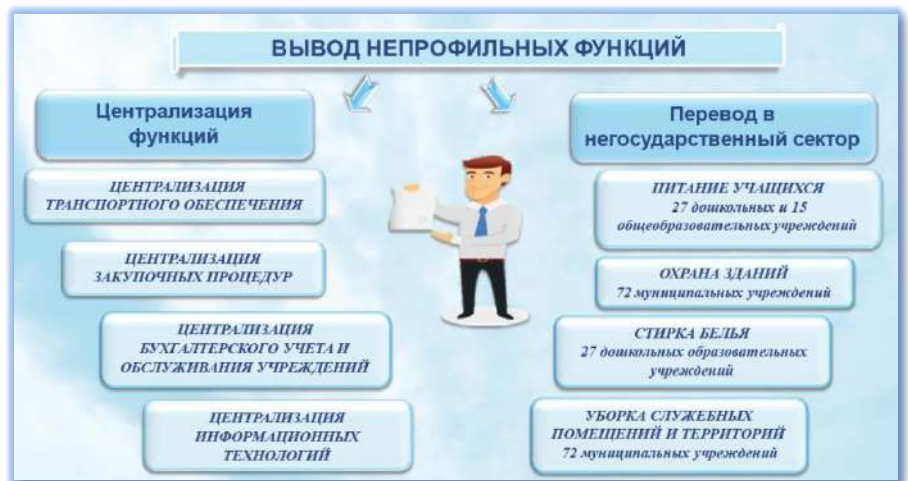 ВЫВОД НЕПРОФИЛЬНЫХ ФУНКЦИЙ
Централизация
функций
ЦЕНТРАЛИЗАЦИЯ
ТРАНСПОРТНОГО ОБЕСПЕЧЕНИЯ
ЦЕНТРАЛИЗАЦИЯ
ЗАКУПОЧНЫХ ПРОЦЕДУР
ЦЕНТРАЛИЗАЦИЯ
БУХГАЛТЕРСКОГО УЧЕТА И
ОБСЛУЖИВАНИЯ УЧРЕЖДЕНИЙ
ЦЕНТРАЛИЗАЦИЯ
ИНФОРМАЦИОННЫХ
ТЕХНОЛОГИЙ
Перевод в
негосударственный сектор
ПИТАНИЕ УЧАЩИХСЯ
27 дошкольных и 15
общеобразовательных учреждений
ОХРАНА ЗДАНИЙ
72 муниципальных учреждений
СТИРКА БЕЛЬЯ
27 дошкольных образовательных
учреждений
УБОРКА СЛУЖЕБНЫХ
ПОМЕЩЕНИЙ И ТЕРРИТОРИЙ
72 муниципальных учреждений